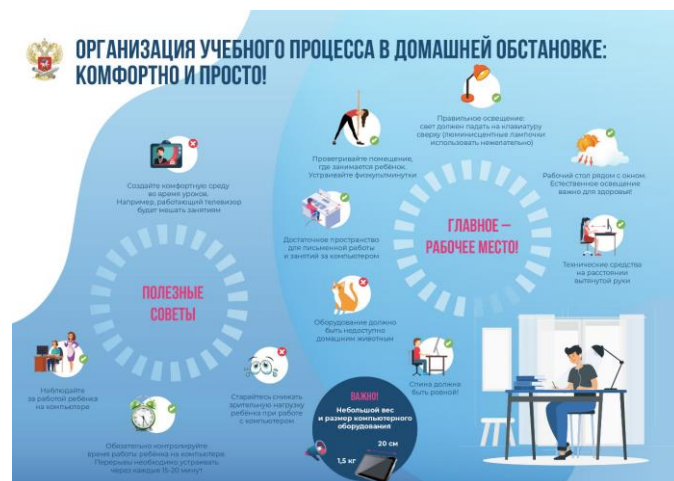 ОРГАНИЗАЦИЯ УЧЕБНОГО ПРОЦЕССА В ДОМАШНЕЙ ОБСТАНОВКЕ:
КОМФОРТНО И ПРОСТО!
Создайте комфортную среду
во время уроков.
Например, работающий телевизор
будет мешать занятиям
ПОЛЕЗНЫЕ
СОВЕТЫ
Наблюдайте
за работой ребёнка
на компьютере
Обязательно контролируйте
время работы ребёнка на компьютере.
Перерывы необходимо устраивать
через каждые 15-20 минут!
Старайтесь снижать
зрительную нагрузку
ребёнка при работе
с компьютером
Проветривайте помещение,
где занимается ребёнок.
Устраивайте физкультминутки
Правильное освещение:
свет должен падать на клавиатуру
сверху (люминисцентные лампочки
использовать нежелательно)
Рабочий стол рядом с окном.
Естественное освещение
важно для здоровья!
Достаточное пространство
для письменной работы
и занятий за компьютером
ГЛАВНОЕ –
РАБОЧЕЕ МЕСТО!
Технические средства
на расстоянии
вытянутой руки
Оборудование должно
быть недоступно
домашним животным
Спина должна
быть ровной!
ВАЖНО!
Небольшой вес
и размер компьютерного
оборудования
20 см
1,5 кг